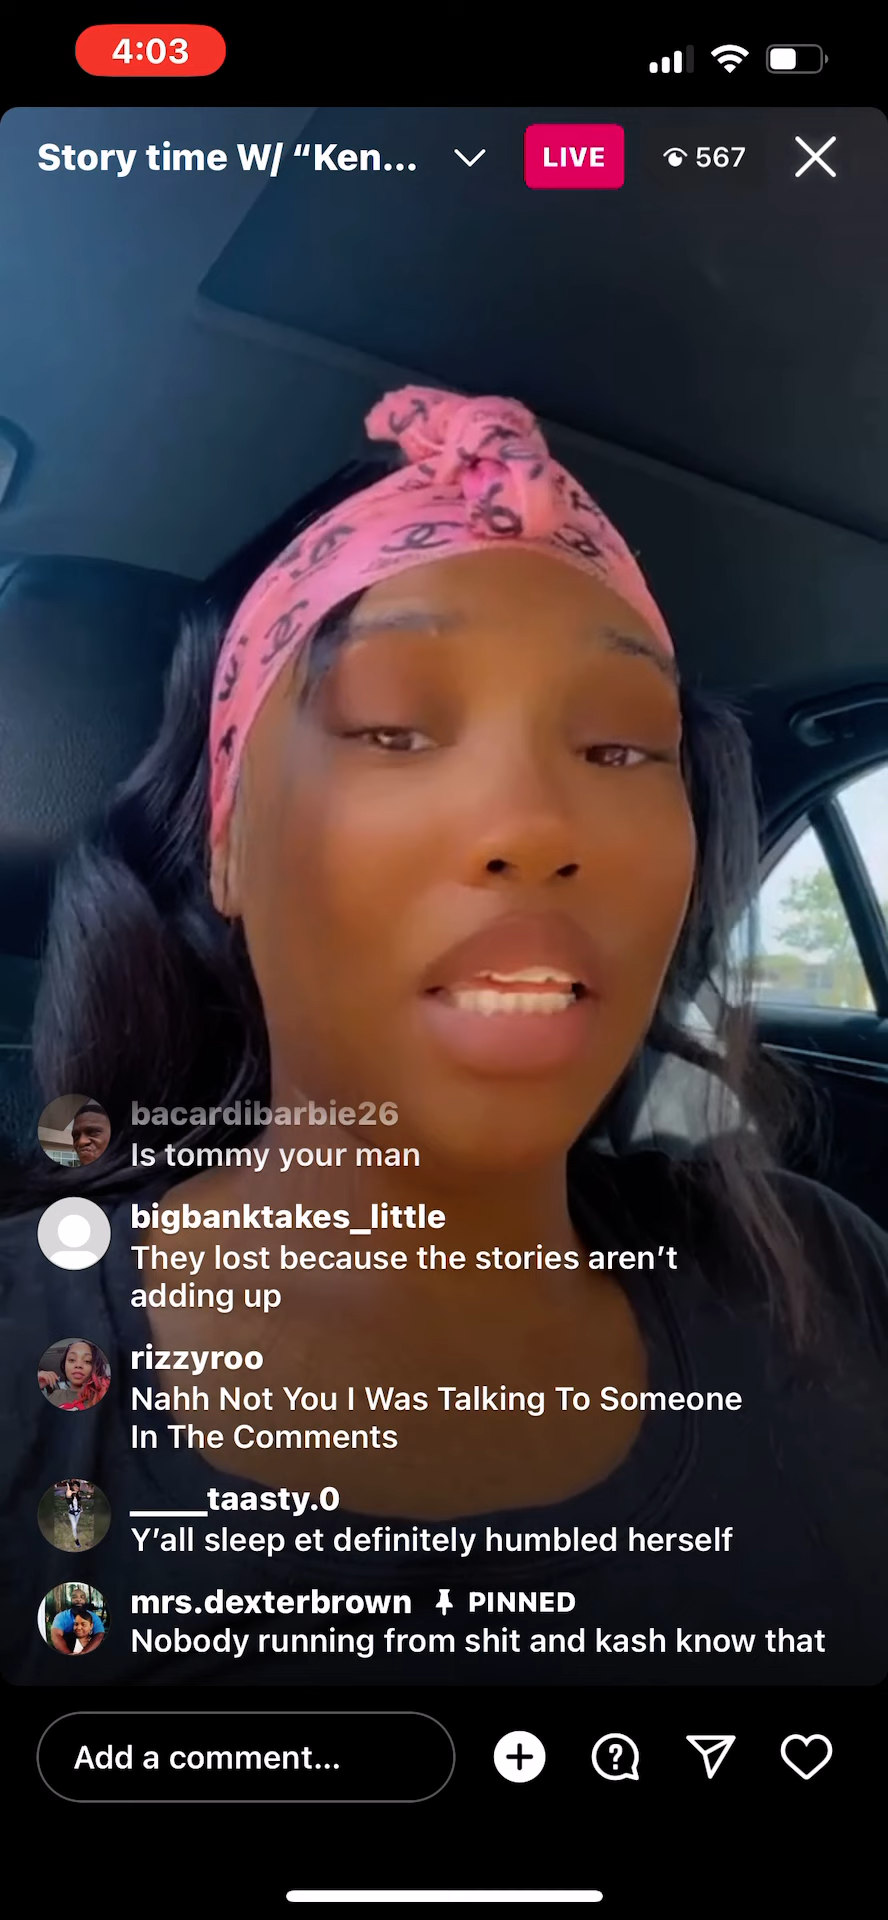 4:03
Story time W/ “Ken...
LIVE
567
bacardibarbie26
Is tommy your man
bigbanktakes_little
They lost because the stories aren’t
adding up
rizzyroo
Nahh Not You I Was Talking To Someone
In The Comments
____taasty.0
Y’all sleep et definitely humbled herself
mrs.dexterbrown PINNED
Nobody running from shit and kash know that
Add a comment...